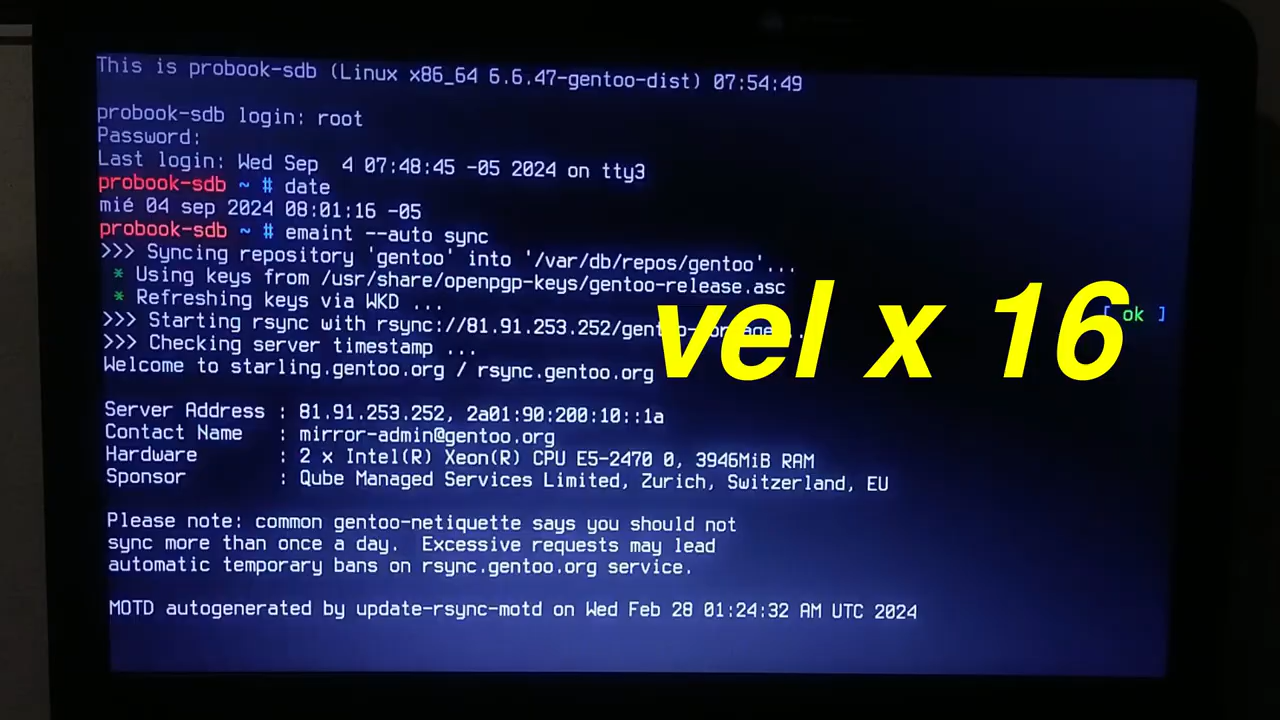 This is probook-sdb (Linux x86_64 6.6.47-gentoo-dist) 07:54:49
probook-sdb login: root
Password:
Last login: Wed Sep  4 07:48:45 -05 2024 on tty3
probook-sdb ~ # date
mié 04 sep 2024 08:01:16 -05
probook-sdb ~ # emaint --auto sync
>>> Syncing repository 'gentoo' into '/var/db/repos/gentoo'...
* Using keys from /usr/share/openpgp-keys/gentoo-release.asc
* Refreshing keys via WKD ... [ ok ]
>>> Starting rsync with rsync://81.91.253.252/gentoo-portage...
>>> Checking server timestamp ...
Welcome to starling.gentoo.org / rsync.gentoo.org
vel x 16
Server Address : 81.91.253.252, 2a01:90:200:10::1a
Contact Name   : mirror-admin@gentoo.org
Hardware       : 2 x Intel(R) Xeon(R) CPU E5-2470 0, 3946MiB RAM
Sponsor        : Qube Managed Services Limited, Zurich, Switzerland, EU
Please note: common gentoo-netiquette says you should not
sync more than once a day.  Excessive requests may lead
automatic temporary bans on rsync.gentoo.org service.
MOTD autogenerated by update-rsync-motd on Wed Feb 28 01:24:32 AM UTC 2024